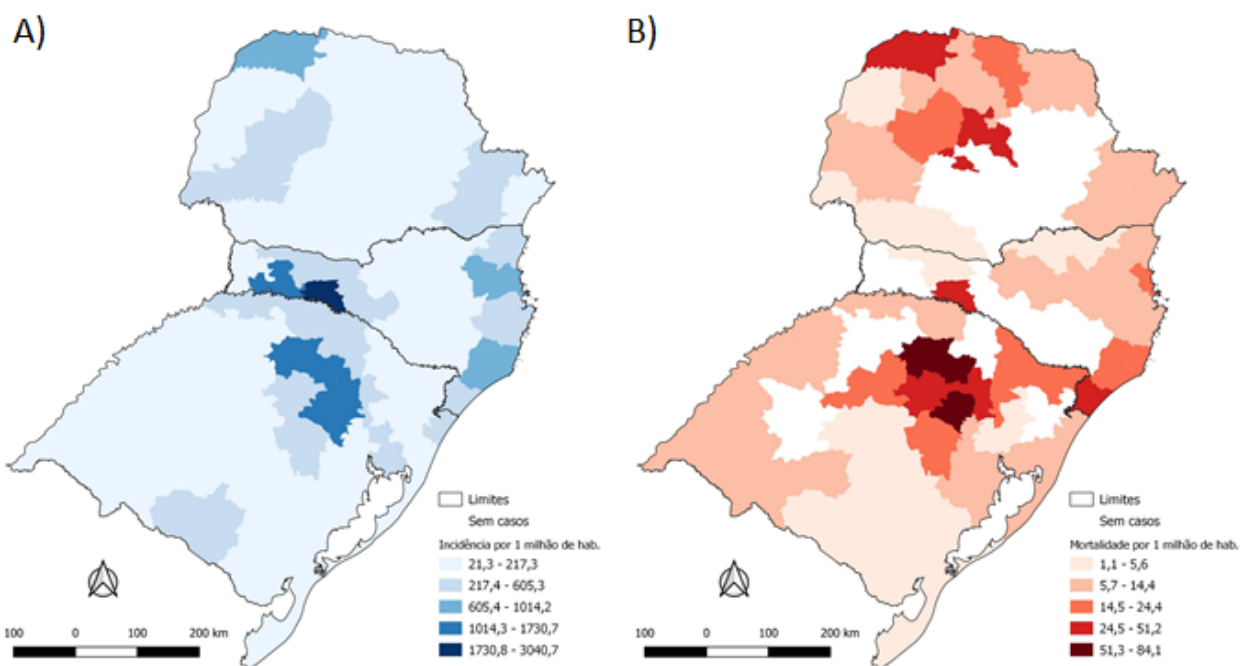 A)
Limites
Sem casos
Incidência por 1 milhão de hab.
21,3 - 217,3
217,4 - 605,3
605,4 - 1014,2
1014,3 - 1730,7
1730,8 - 3040,7
100 0 100 200 km
B)
Limites
Sem casos
Mortalidade por 1 milhão de hab.
1,1 - 5,6
5,7 - 14,4
14,5 - 24,4
24,5 - 51,2
51,3 - 84,1
100 0 100 200 km